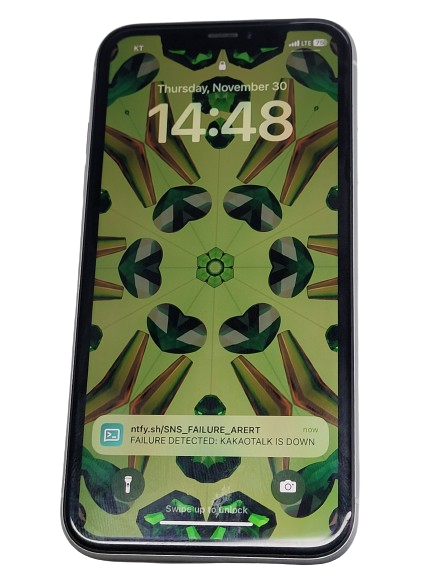 KT
LTE
Thursday, November 30
14:48
ntfy.sh/SNS_FAILURE_ARERT
now
FAILURE DETECTED: KAKAOTALK IS DOWN
Swipe up to unlock